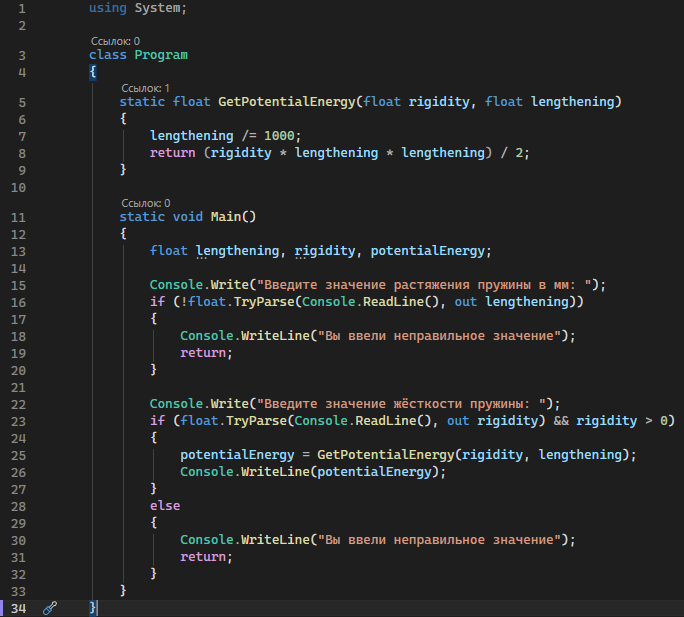 1 using System;
2
Ссылок: 0
3 class Program
4 {
Ссылок: 1
5 static float GetPotentialEnergy(float rigidity, float lengthening)
6 {
7 lengthening /= 1000;
8 return (rigidity * lengthening * lengthening) / 2;
9 }
10
Ссылок: 0
11 static void Main()
12 {
13 float lengthening, rigidity, potentialEnergy;
14
15 Console.Write("Введите значение растяжения пружины в мм: ");
16 if (!float.TryParse(Console.ReadLine(), out lengthening))
17 {
18 Console.WriteLine("Вы ввели неправильное значение");
19 return;
20 }
21
22 Console.Write("Введите значение жёсткости пружины: ");
23 if (float.TryParse(Console.ReadLine(), out rigidity) && rigidity > 0)
24 {
25 potentialEnergy = GetPotentialEnergy(rigidity, lengthening);
26 Console.WriteLine(potentialEnergy);
27 }
28 else
29 {
30 Console.WriteLine("Вы ввели неправильное значение");
31 return;
32 }
33 }
34 }